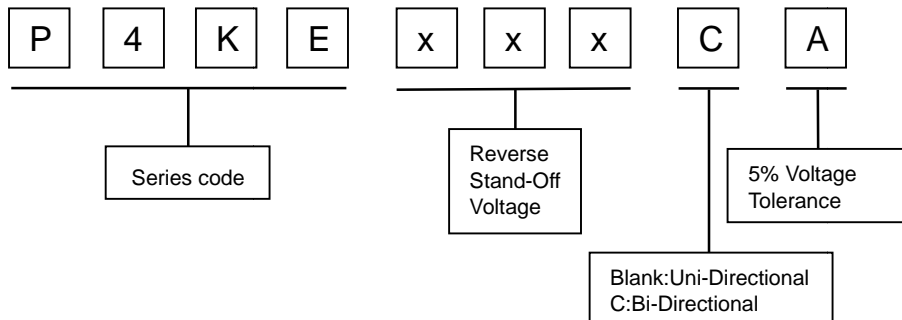 P 4 K E x x x C A
Series code
Reverse
Stand-Off
Voltage
5% Voltage
Tolerance
Blank:Uni-Directional
C:Bi-Directional